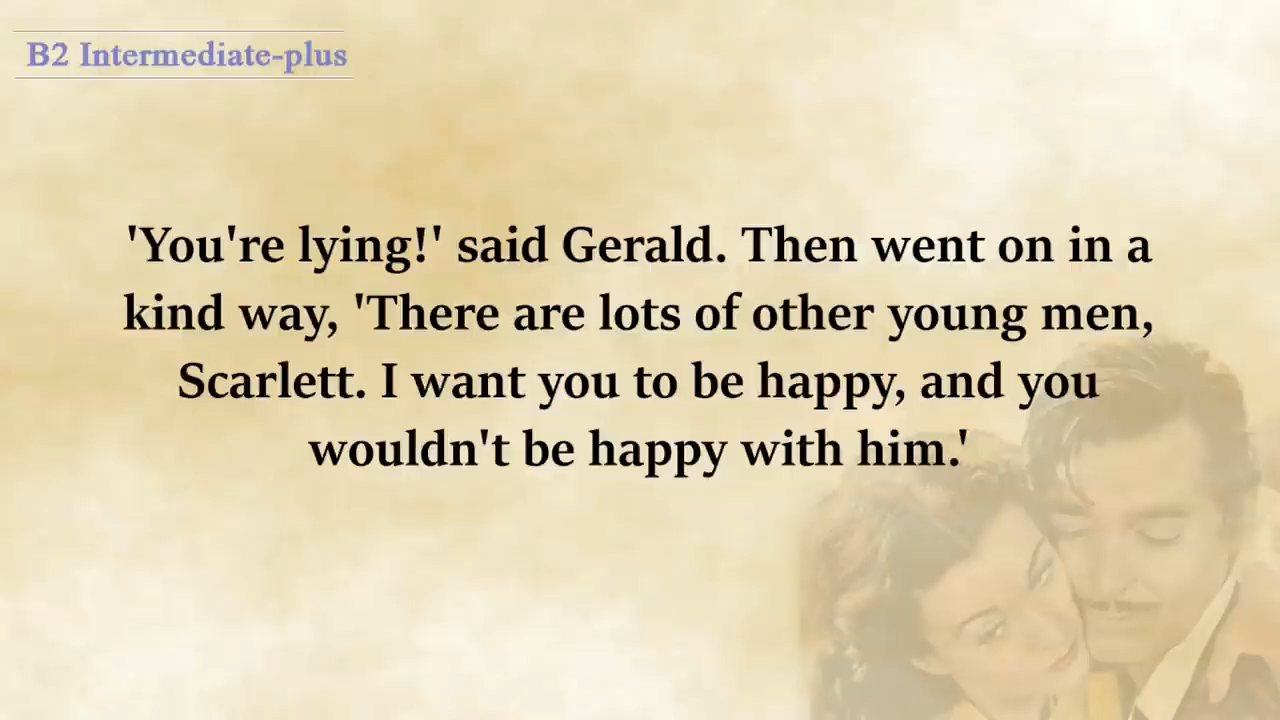 B2 Intermediate-plus
'You're lying!' said Gerald. Then went on in a
kind way, 'There are lots of other young men,
Scarlett. I want you to be happy, and you
wouldn't be happy with him.'